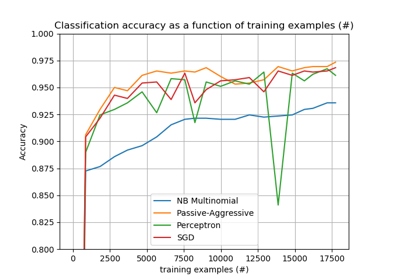 Classification accuracy as a function of training examples (#)
1.000
0.975
0.950
0.925
0.900
0.875
0.850
0.825
0.800
Accuracy
NB Multinomial
Passive-Aggressive
Perceptron
SGD
0 2500 5000 7500 10000 12500 15000 17500
training examples (#)